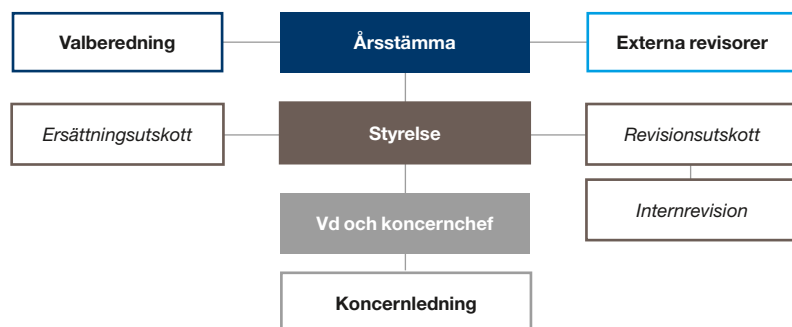 Valberedning
Årsstämma
Externa revisorer
Ersättningsutskott
Styrelse
Revisionsutskott
Vd och koncernchef
Internrevision
Koncernledning